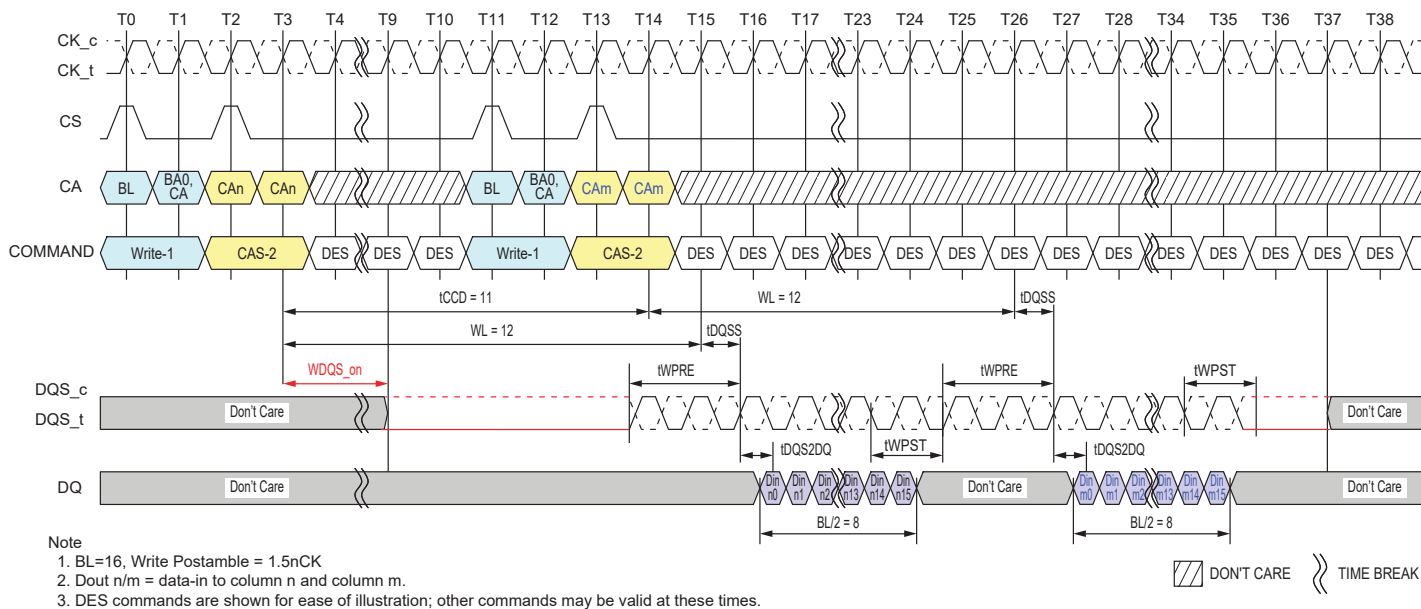 T0 T1 T2 T3 T4 T9 T10 T11 T12 T13 T14 T15 T16 T17 T23 T24 T25 T26 T27 T28 T34 T35 T36 T37 T38
CK_c
CK_t
CS
CA BL BA0, CA CAn CAn BL BA0, CA CAm CAm
COMMAND Write-1 CAS-2 DES DES DES Write-1 CAS-2 DES DES DES DES DES DES DES DES DES DES DES DES DES DES
tCCD = 11 WL = 12 tDQSS
WL = 12 tDQSS
WDQS_on tWPRE tWPRE tWPST
DQS_c
DQS_t Don't Care Don't Care
tDQS2DQ tWPST tDQS2DQ
DQ Don't Care Din n0 Din n1 Din n2 Din n13 Din n14 Din n15 Don't Care Din m0 Din m1 Din m2 Din m13 Din m14 Din m15 Don't Care
BL/2 = 8 BL/2 = 8
Note
1. BL=16, Write Postamble = 1.5nCK
2. Dout n/m = data-in to column n and column m.
3. DES commands are shown for ease of illustration; other commands may be valid at these times.
DON'T CARE TIME BREAK